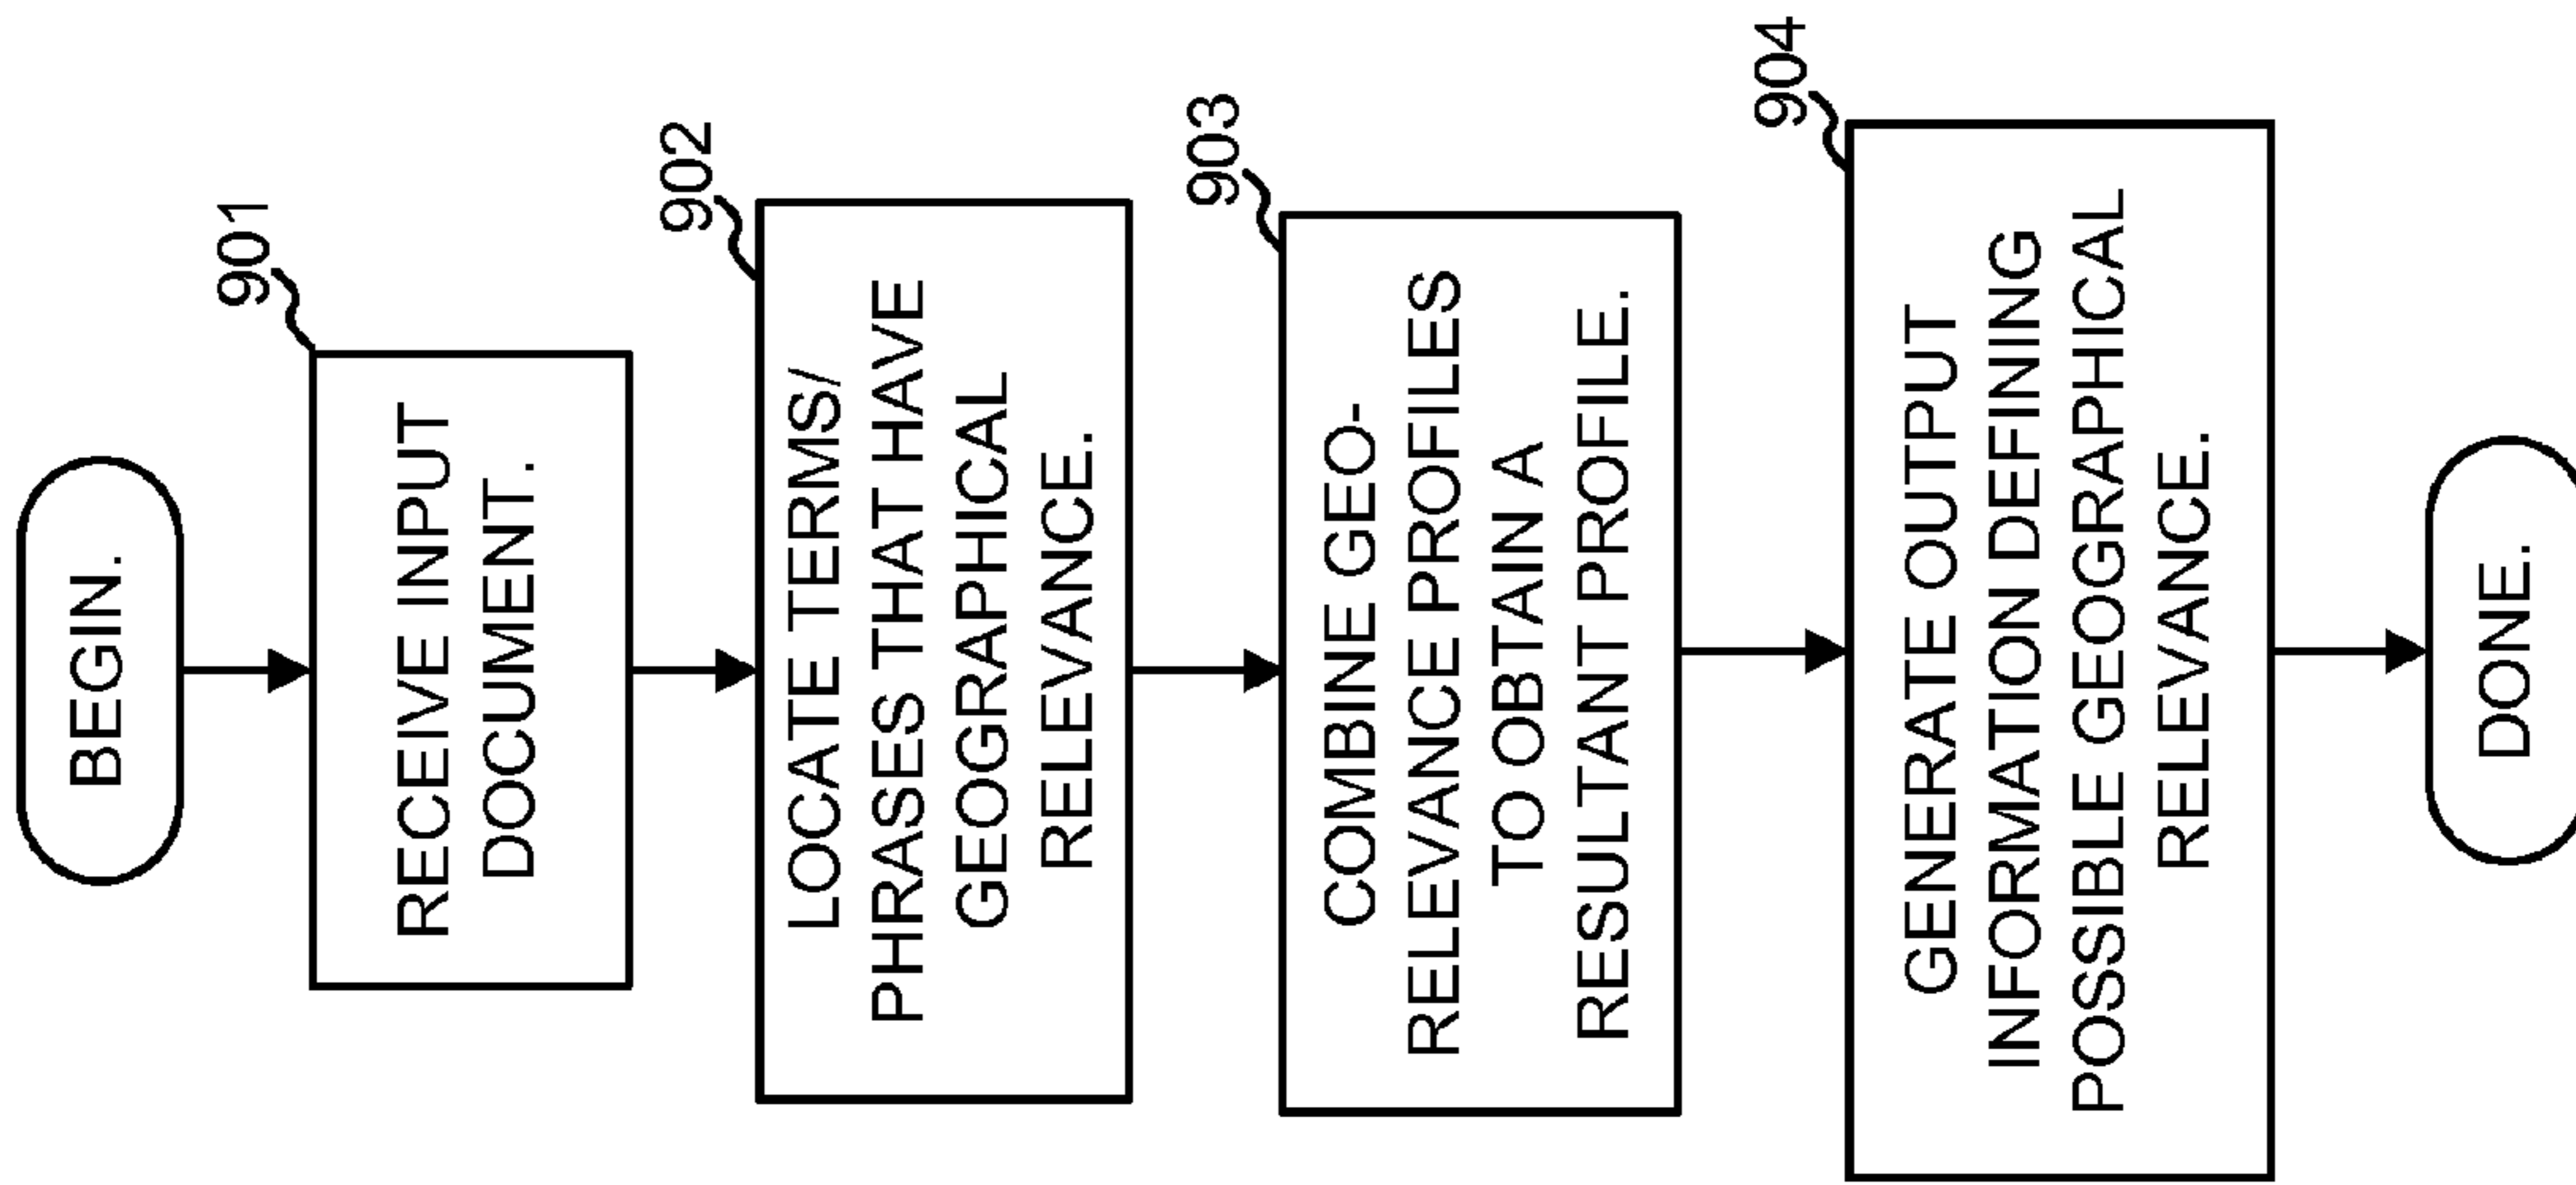 BEGIN.
901
RECEIVE INPUT
DOCUMENT.
902
LOCATE TERMS/
PHRASES THAT HAVE
GEOGRAPHICAL
RELEVANCE.
903
COMBINE GEO-
RELEVANCE PROFILES
TO OBTAIN A
RESULTANT PROFILE.
904
GENERATE OUTPUT
INFORMATION DEFINING
POSSIBLE GEOGRAPHICAL
RELEVANCE.
DONE.